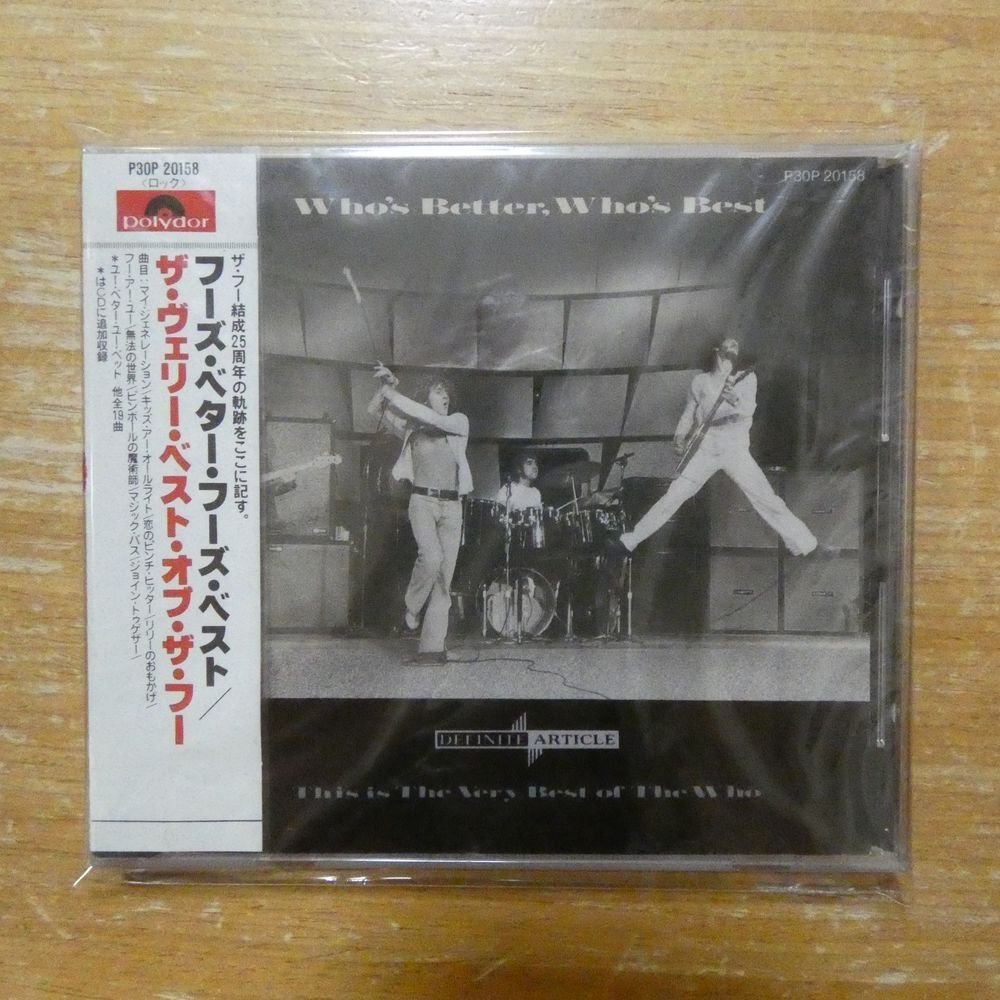 P30P 20158
〈ロック〉
polydor
ザ・フー結成25周年の軌跡をここに記す。
フーズ・ベター・フーズ・ベスト/
ザ・ヴェリー・ベスト・オブ・ザ・フー
曲目:マイ・ジェネレーション/キッズ・アー・オールライト/恋のピンチ・ヒッター/リリーのおもかげ/
フー・アー・ユー/無法の世界/ピンボールの魔術師/マジック・バス/ジョイン・トゥゲザー/
*ユー・ベター・ユー・ベット 他全19曲
*はCDに追加収録
P30P 20158
Who's Better, Who's Best
DEFINITE ARTICLE
This is The Very Best of The Who